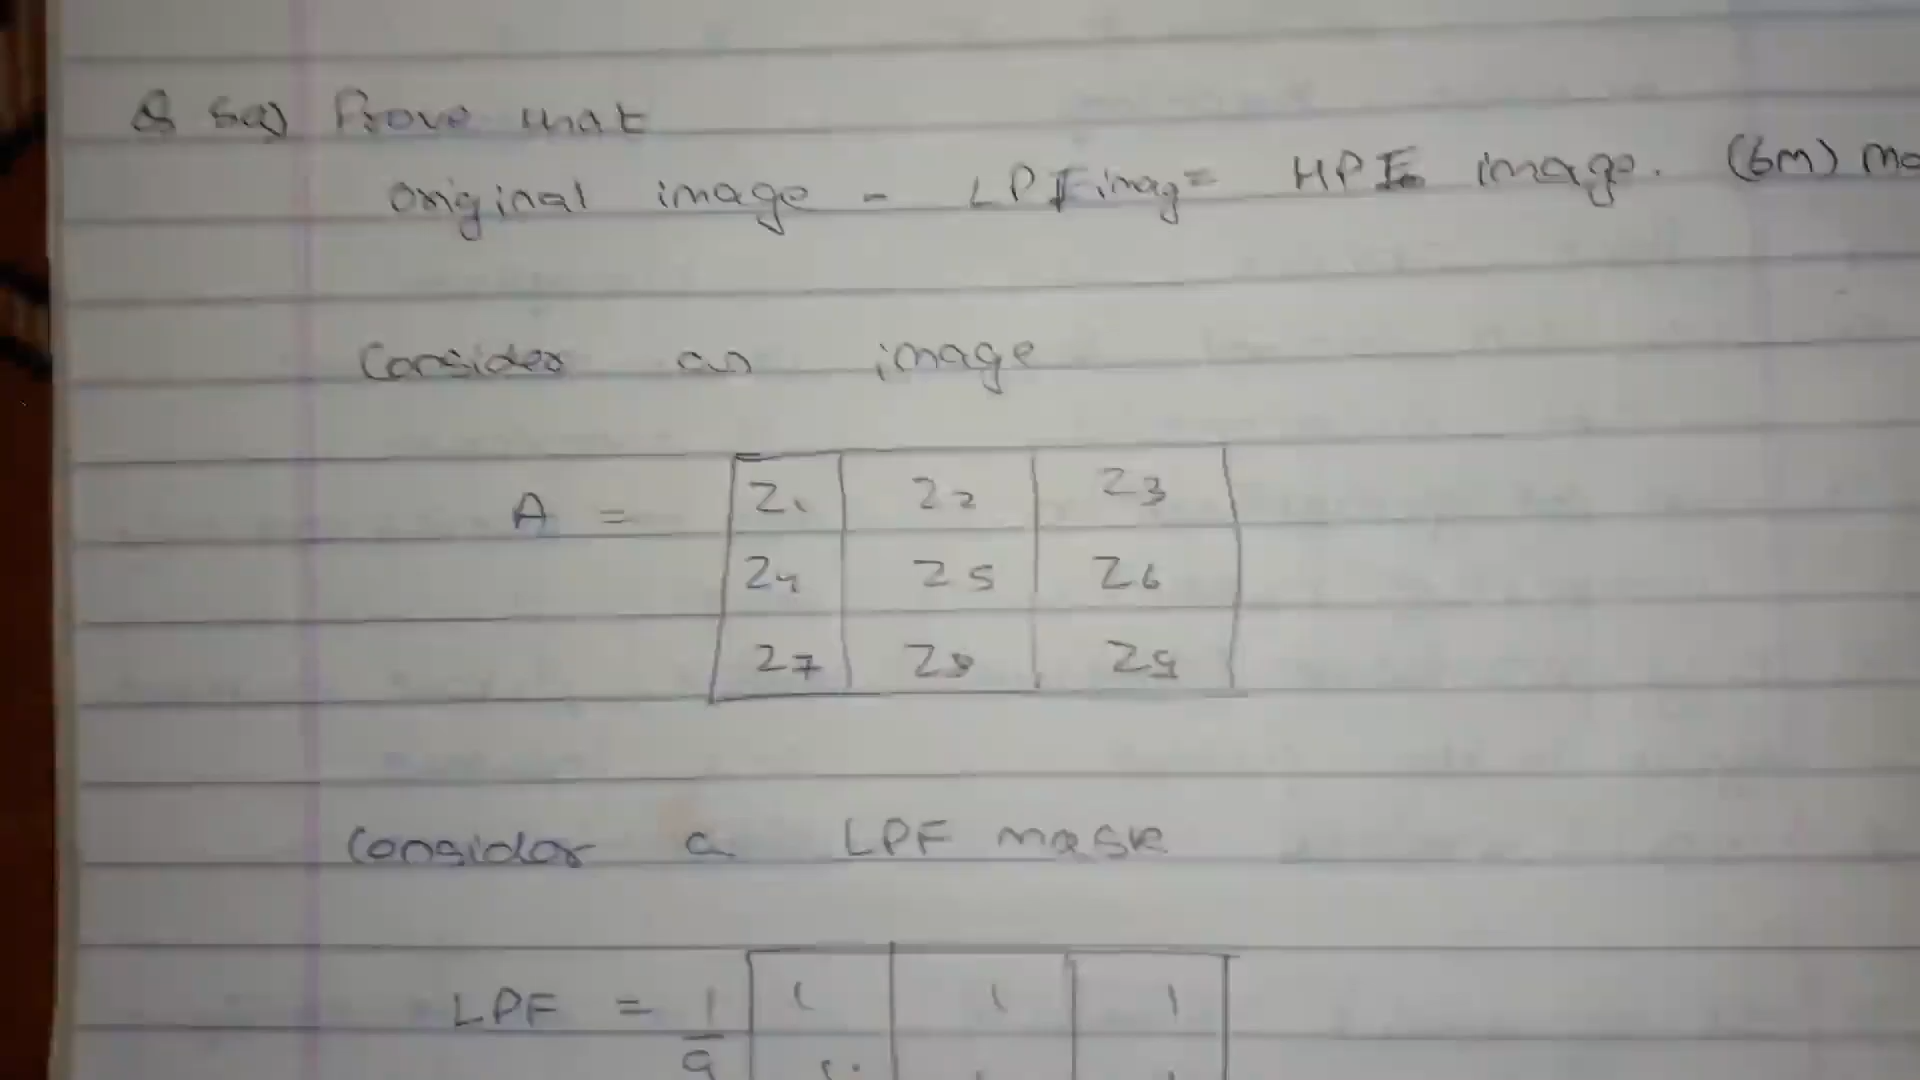 Q 5a) Prove that
original image - LPF imag = HPF image. (6m)
Consider an image
A =
Z1 Z2 Z3
Z4 Z5 Z6
Z7 Z8 Z9
Consider a LPF mask
LPF = 1/9
1 1 1